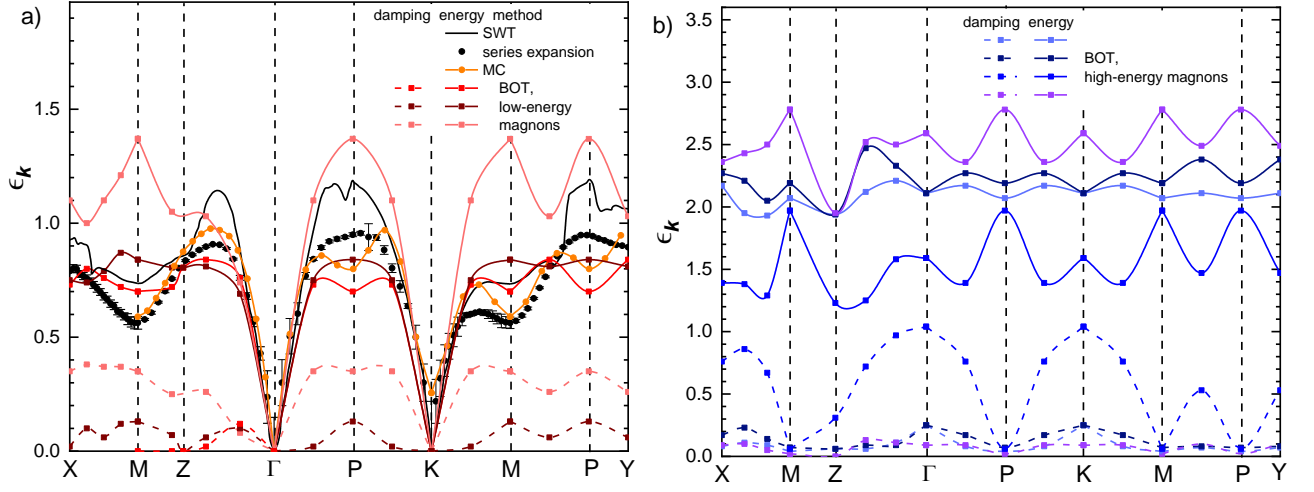 a)
damping energy method
SWT
series expansion
MC
BOT,
low-energy
magnons
ϵk
2.0
1.5
1.0
0.5
0.0
X M Z Γ P K M P Y
b)
damping energy
BOT,
high-energy magnons
ϵk
3.5
3.0
2.5
2.0
1.5
1.0
0.5
0.0
X M Z Γ P K M P Y